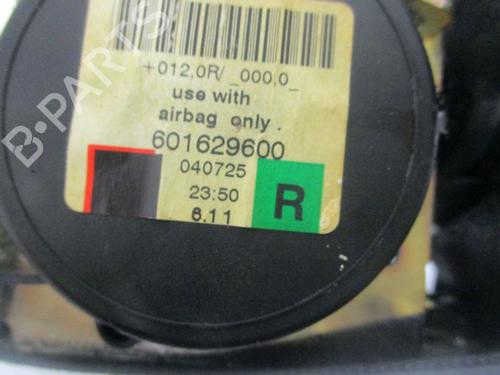 +012,0R/_000,0_
use with
airbag only.
601629600
040725
23:50
6.11
R
B-PARTS